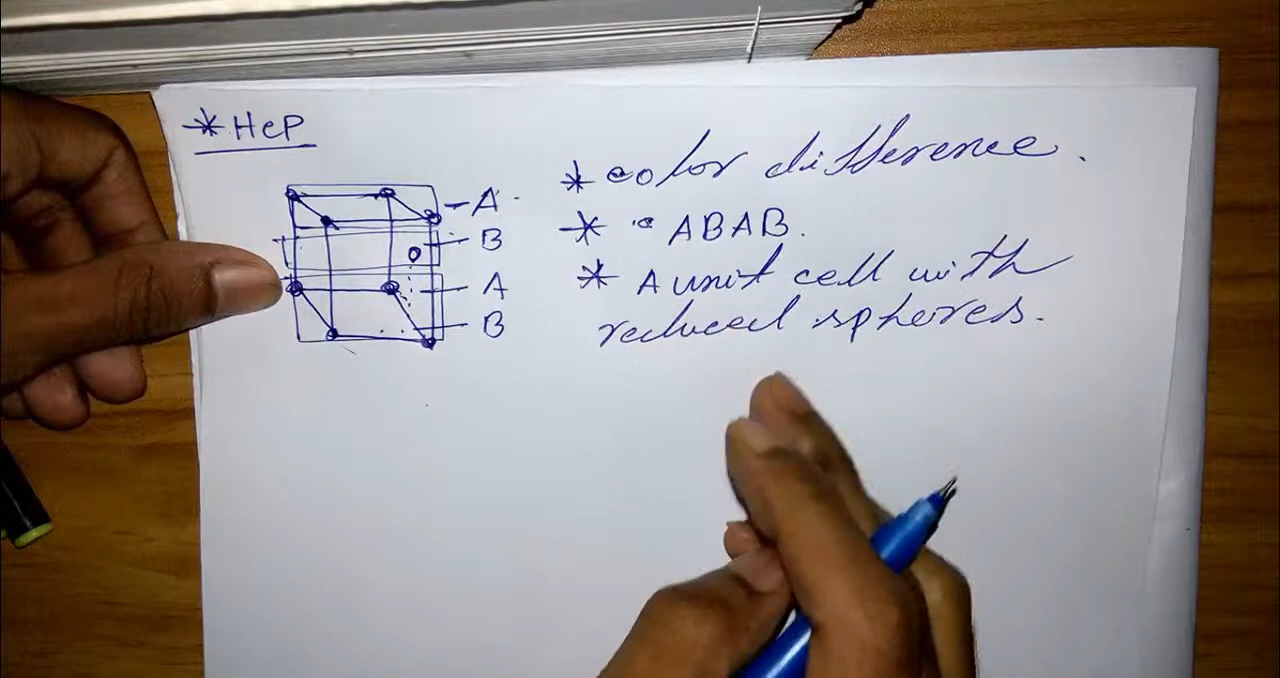 * HCP
- A
- B
- A
- B
* color difference.
* ABAB.
* A unit cell with
reduced spheres.